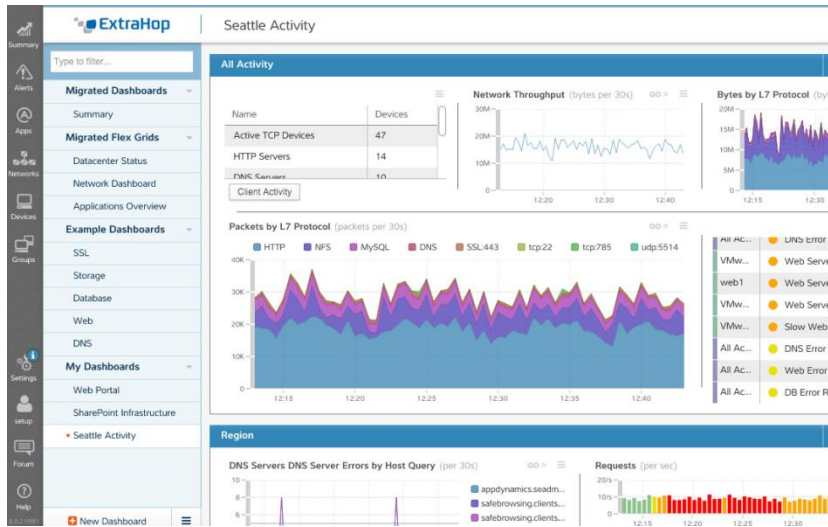 ExtraHop
Seattle Activity
Summary
Alerts
Apps
Networks
Devices
Groups
Settings
setup
Forum
Help
Type to filter...
Migrated Dashboards
Summary
Migrated Flex Grids
Datacenter Status
Network Dashboard
Applications Overview
Example Dashboards
SSL
Storage
Database
Web
DNS
My Dashboards
Web Portal
SharePoint Infrastructure
Seattle Activity
New Dashboard
All Activity
Name Devices
Active TCP Devices 47
HTTP Servers 14
DNS Servers 10
Client Activity
Network Throughput (bytes per 30s) GO »
30M
20M
10M
0
12:20 12:30 12:40
Bytes by L7 Protocol (by
20M
15M
10M
5M
0
12:15 12:30
Packets by L7 Protocol (packets per 30s) GO »
HTTP NFS MySQL DNS SSL:443 tcp:22 tcp:785 udp:5514
40K
30K
20K
10K
0
12:15 12:20 12:25 12:30 12:35 12:40
All Ac... DNS Error
VMw... Web Serve
web1 Web Serve
VMw... Web Serve
VMw... Slow Web
All Ac... DNS Error
All Ac... Web Error
All Ac... DB Error R
Region
DNS Servers DNS Server Errors by Host Query (per 30s) GO »
10
8
6
appdynamics.seadm...
safebrowsing.clients...
safebrowsing.clients...
Requests (per sec)
20/s
10/s
0
12:15 12:20 12:25 12:30